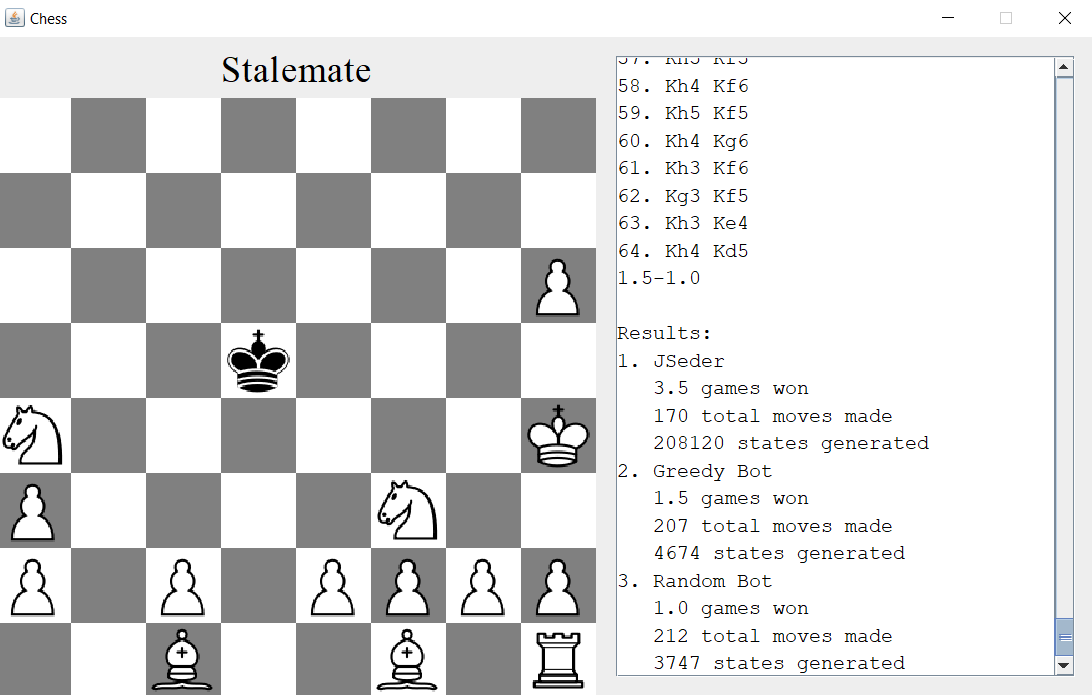 Chess
Stalemate
58. Kh4 Kf6
59. Kh5 Kf5
60. Kh4 Kg6
61. Kh3 Kf6
62. Kg3 Kf5
63. Kh3 Ke4
64. Kh4 Kd5
1.5-1.0
Results:
1. JSeder
3.5 games won
170 total moves made
208120 states generated
2. Greedy Bot
1.5 games won
207 total moves made
4674 states generated
3. Random Bot
1.0 games won
212 total moves made
3747 states generated